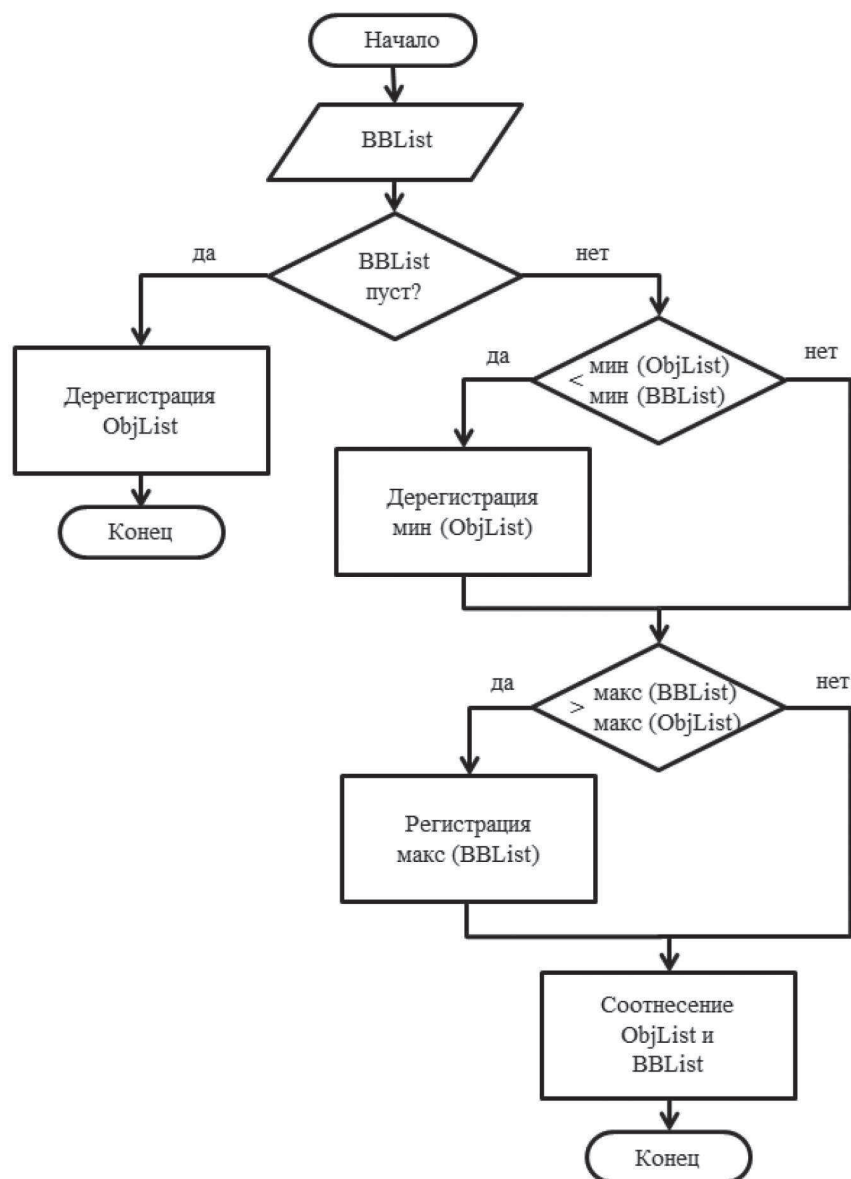 Начало
BBList
да
BBList
пуст?
нет
Дерегистрация
ObjList
Конец
да
< мин (ObjList)
мин (BBList)
нет
Дерегистрация
мин (ObjList)
да
> макс (BBList)
макс (ObjList)
нет
Регистрация
макс (BBList)
Соотнесение
ObjList и
BBList
Конец